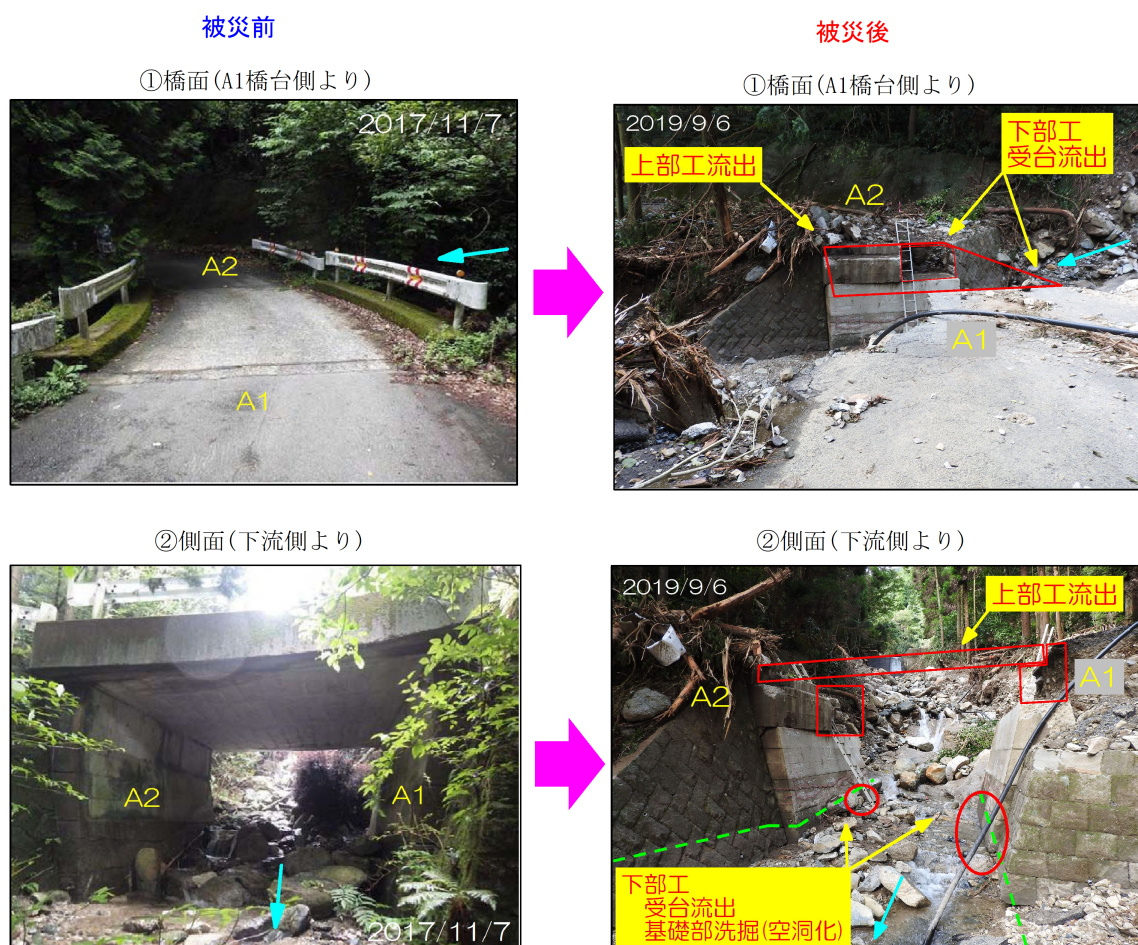 被災前
被災後
①橋面(A1橋台側より)
①橋面(A1橋台側より)
2017/11/7
A2
A1
2019/9/6
上部工流出
下部工
受台流出
A2
A1
②側面(下流側より)
②側面(下流側より)
A2
A1
2017/11/7
2019/9/6
上部工流出
A2
A1
下部工
受台流出
基礎部洗掘(空洞化)